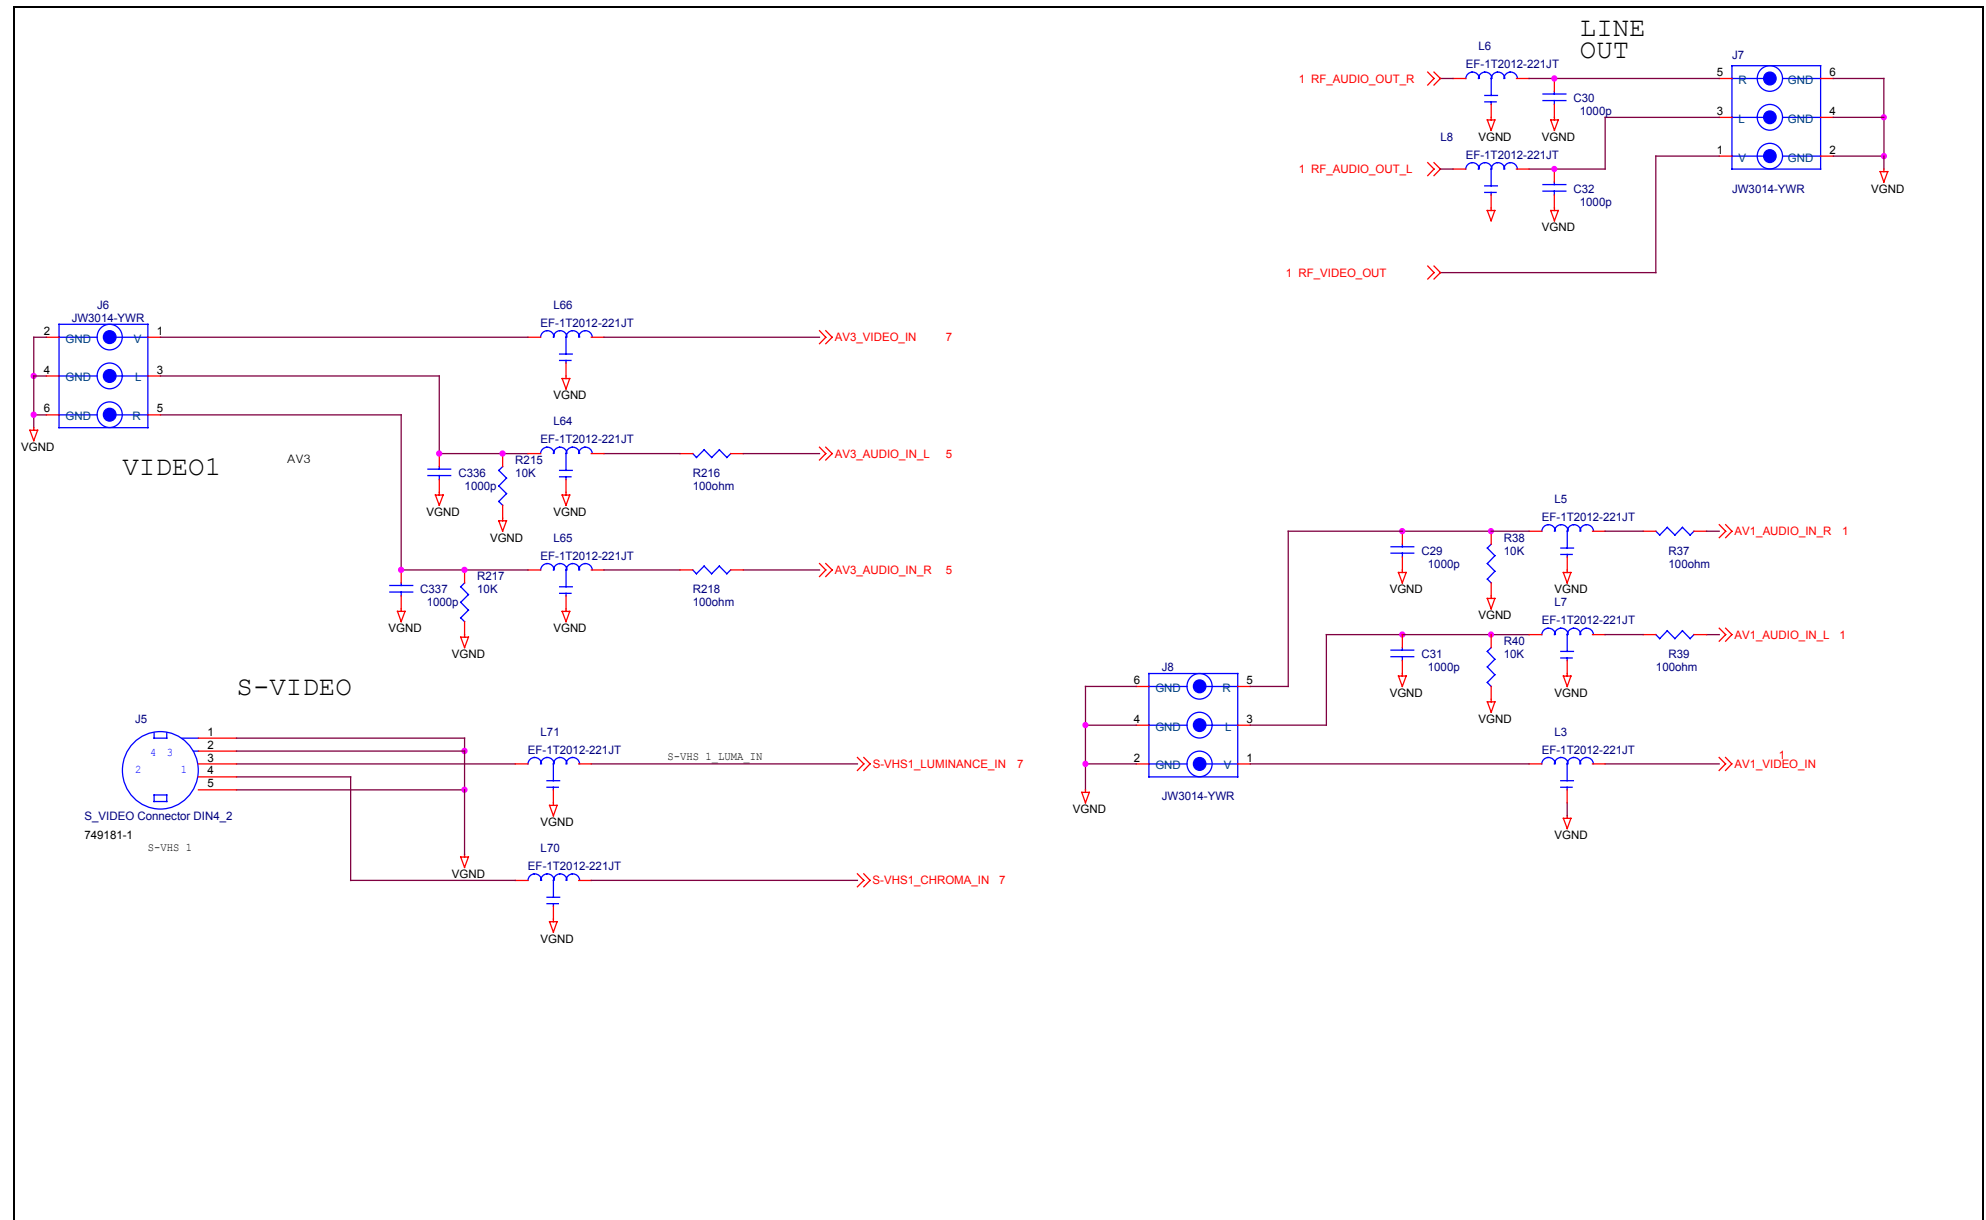 LINE
OUT
L6
EF-1T2012-221JT
1 RF_AUDIO_OUT_R
C30
1000p
VGND
VGND
L8
EF-1T2012-221JT
1 RF_AUDIO_OUT_L
C32
1000p
VGND
1 RF_VIDEO_OUT
J7
5 R GND 6
3 L GND 4
1 V GND 2
JW3014-YWR
VGND
J6
JW3014-YWR
2 GND V 1
4 GND L 3
6 GND R 5
VGND
VIDEO1
AV3
L66
EF-1T2012-221JT
AV3_VIDEO_IN 7
VGND
L64
EF-1T2012-221JT
AV3_AUDIO_IN_L 5
C336
1000p
VGND
R215
10K
VGND
VGND
R216
100ohm
L65
EF-1T2012-221JT
AV3_AUDIO_IN_R 5
C337
1000p
VGND
R217
10K
VGND
VGND
R218
100ohm
S-VIDEO
J5
4 3
2 1
1
2
3
4
5
S_VIDEO Connector DIN4_2
749181-1
S-VHS 1
VGND
L71
EF-1T2012-221JT
S-VHS 1_LUMA_IN
S-VHS1_LUMINANCE_IN 7
VGND
L70
EF-1T2012-221JT
S-VHS1_CHROMA_IN 7
VGND
L5
EF-1T2012-221JT
AV1_AUDIO_IN_R 1
C29
1000p
VGND
R38
10K
VGND
VGND
R37
100ohm
L7
EF-1T2012-221JT
AV1_AUDIO_IN_L 1
C31
1000p
VGND
R40
10K
VGND
VGND
R39
100ohm
J8
6 GND R 5
4 GND L 3
2 GND V 1
JW3014-YWR
VGND
L3
EF-1T2012-221JT
AV1_VIDEO_IN 1
VGND